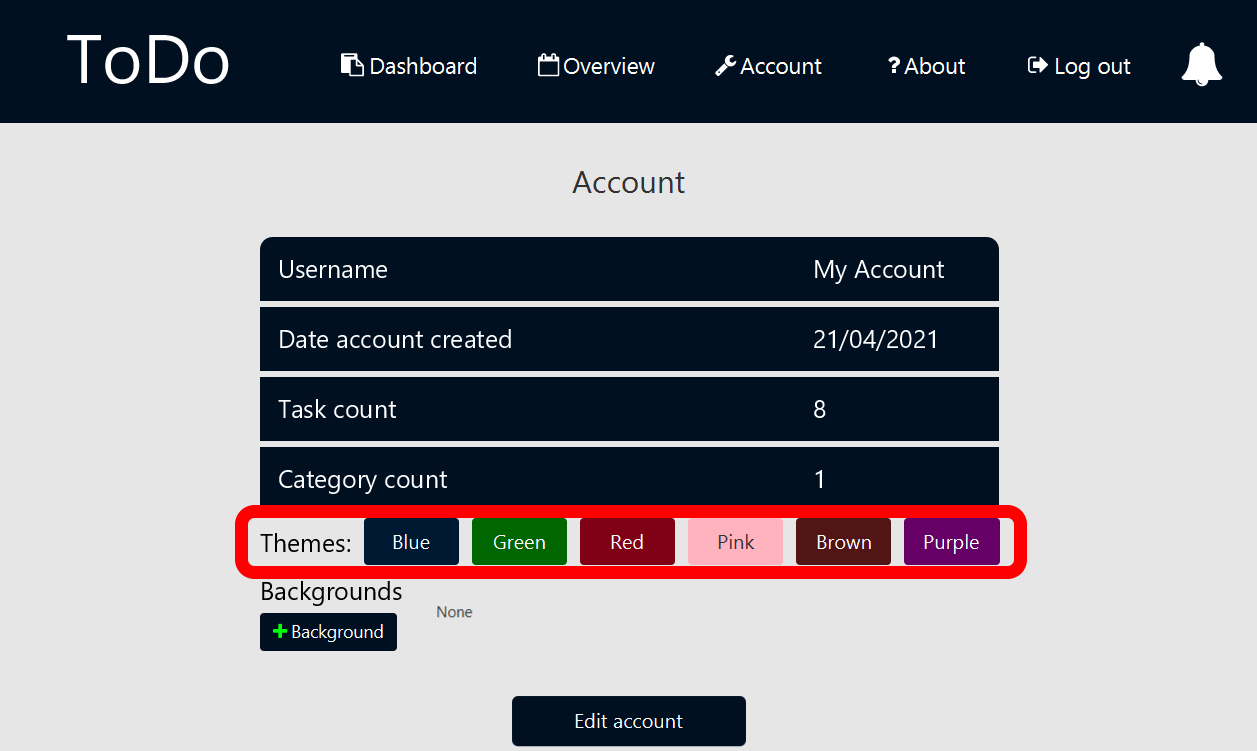 ToDo Dashboard Overview Account ? About Log out
Account
Username My Account
Date account created 21/04/2021
Task count 8
Category count 1
Themes: Blue Green Red Pink Brown Purple
Backgrounds
None
+ Background
Edit account